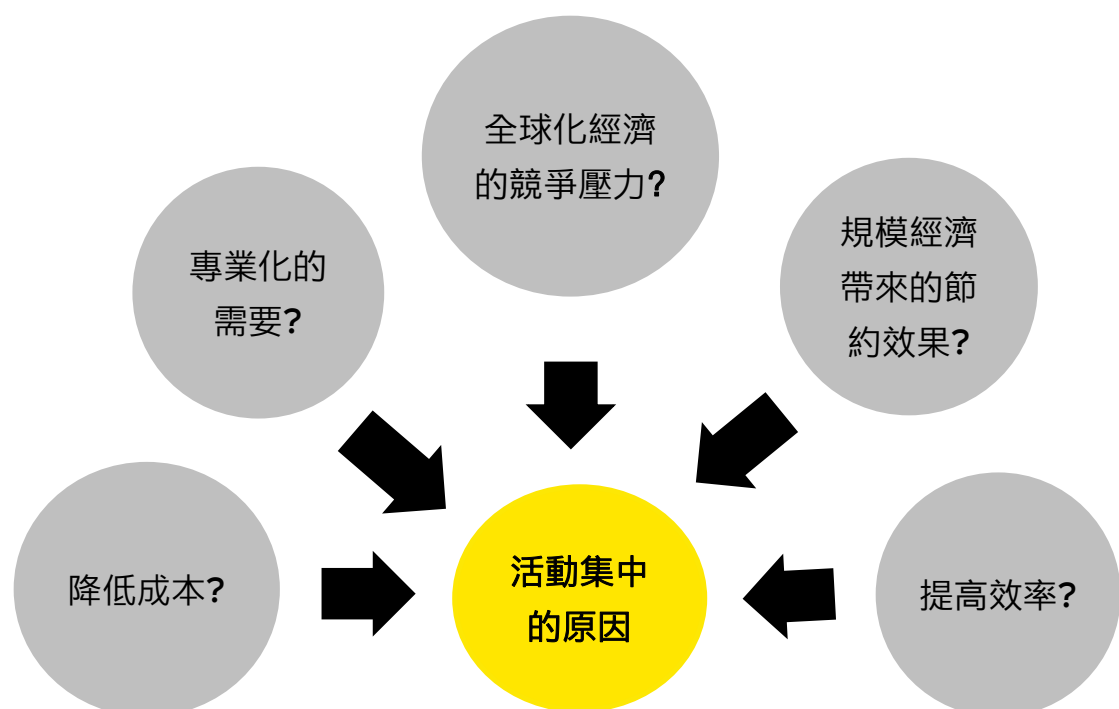 全球化經濟
的競爭壓力?
專業化的
需要?
規模經濟
帶來的節
約效果?
降低成本?
活動集中
的原因
提高效率?